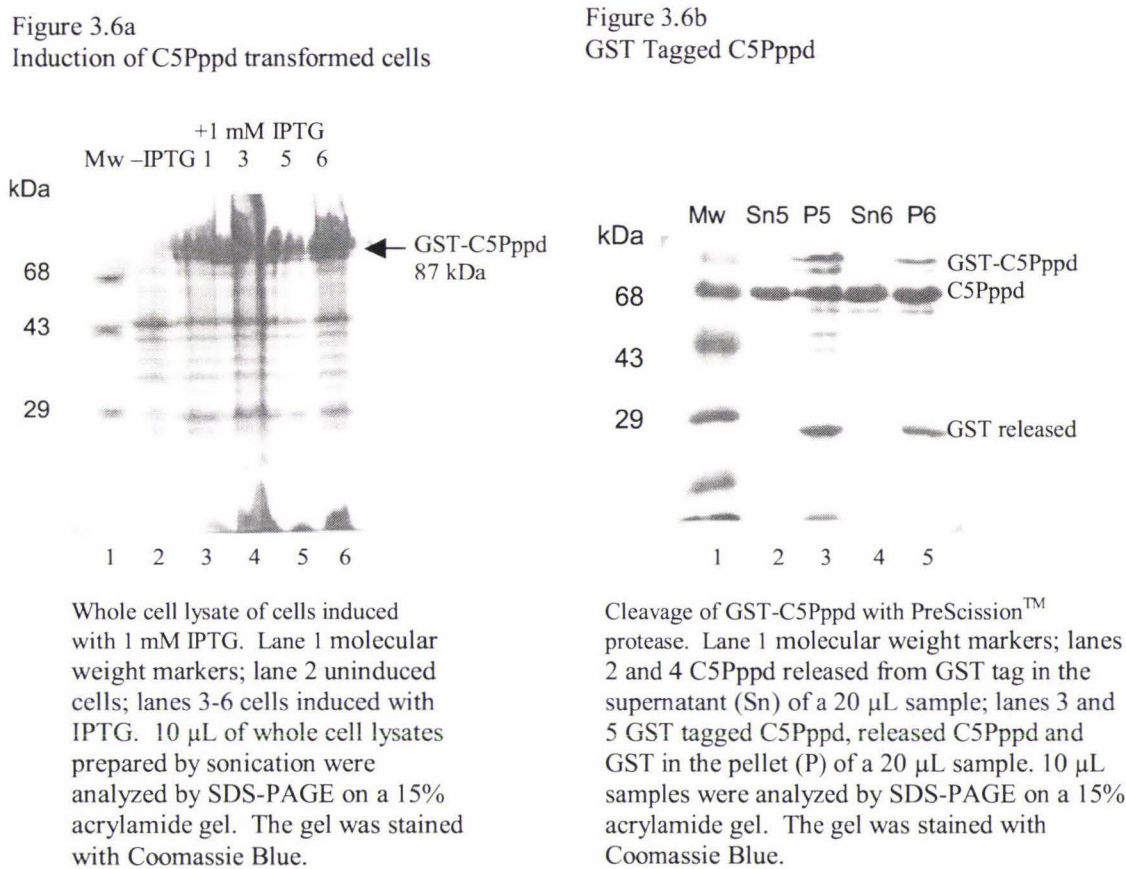 Figure 3.6a
Induction of C5Pppd transformed cells
+1 mM IPTG
Mw –IPTG 1 3 5 6
kDa
68
43
29
GST-C5Pppd
87 kDa
1 2 3 4 5 6
Whole cell lysate of cells induced
with 1 mM IPTG. Lane 1 molecular
weight markers; lane 2 uninduced
cells; lanes 3-6 cells induced with
IPTG. 10 µL of whole cell lysates
prepared by sonication were
analyzed by SDS-PAGE on a 15%
acrylamide gel. The gel was stained
with Coomassie Blue.
Figure 3.6b
GST Tagged C5Pppd
Mw Sn5 P5 Sn6 P6
kDa
68
43
29
GST-C5Pppd
C5Pppd
GST released
1 2 3 4 5
Cleavage of GST-C5Pppd with PreScission™
protease. Lane 1 molecular weight markers; lanes
2 and 4 C5Pppd released from GST tag in the
supernatant (Sn) of a 20 µL sample; lanes 3 and
5 GST tagged C5Pppd, released C5Pppd and
GST in the pellet (P) of a 20 µL sample. 10 µL
samples were analyzed by SDS-PAGE on a 15%
acrylamide gel. The gel was stained with
Coomassie Blue.